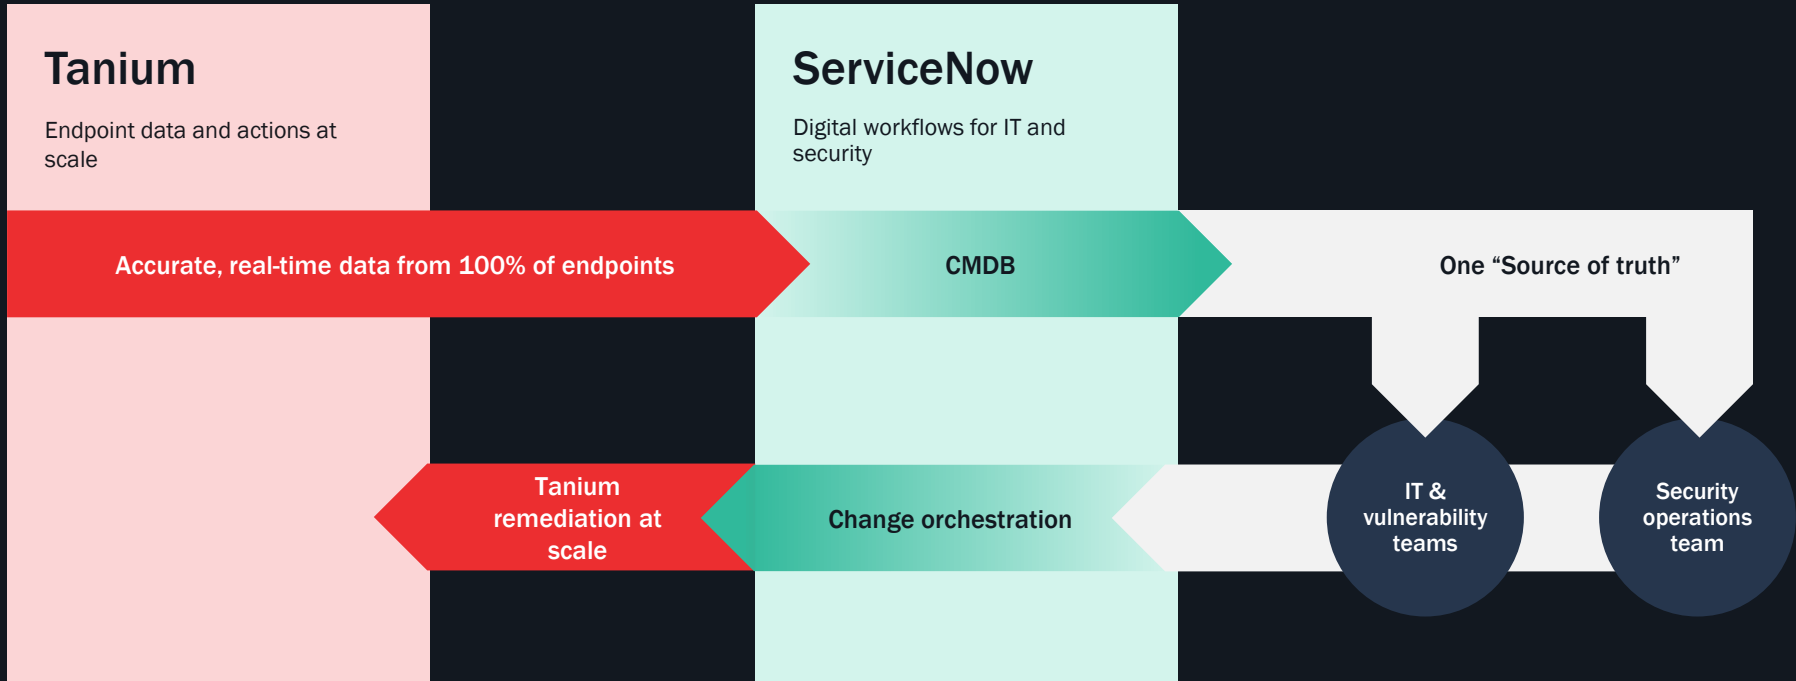 Tanium
Endpoint data and actions at
scale
ServiceNow
Digital workflows for IT and
security
Accurate, real-time data from 100% of endpoints
CMDB
One “Source of truth”
Tanium
remediation at
scale
Change orchestration
IT &
vulnerability
teams
Security
operations
team